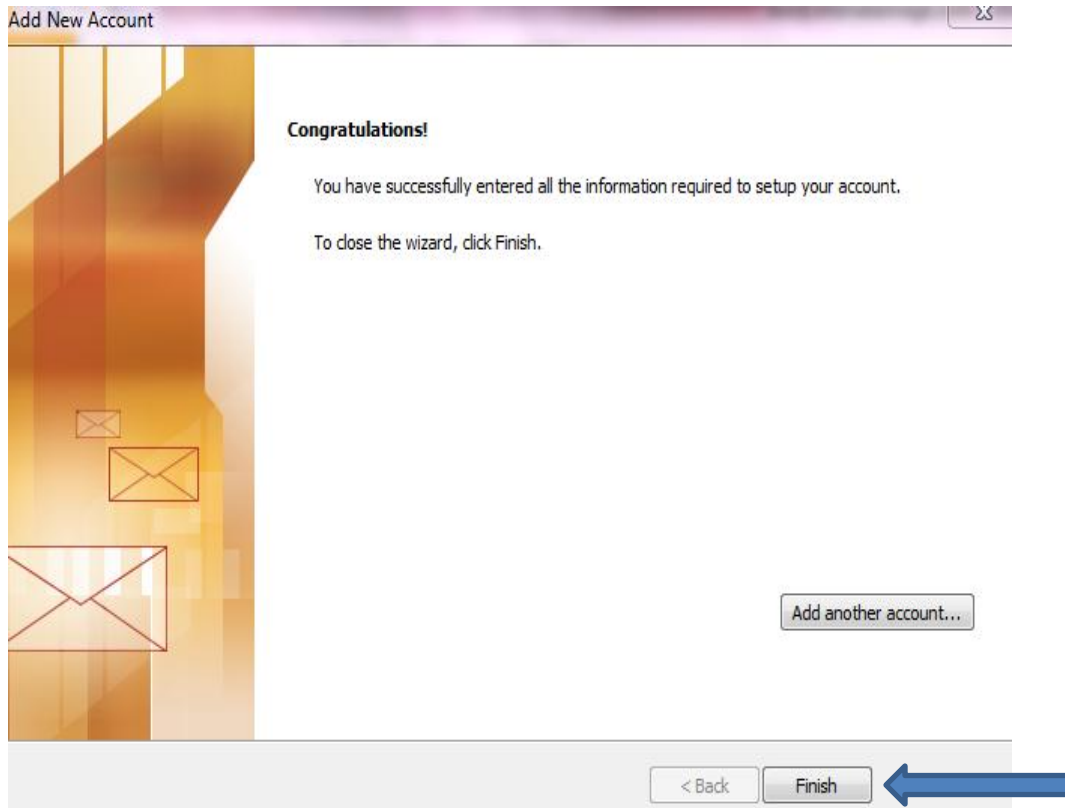 Add New Account
Congratulations!
You have successfully entered all the information required to setup your account.
To close the wizard, click Finish.
Add another account...
< Back
Finish